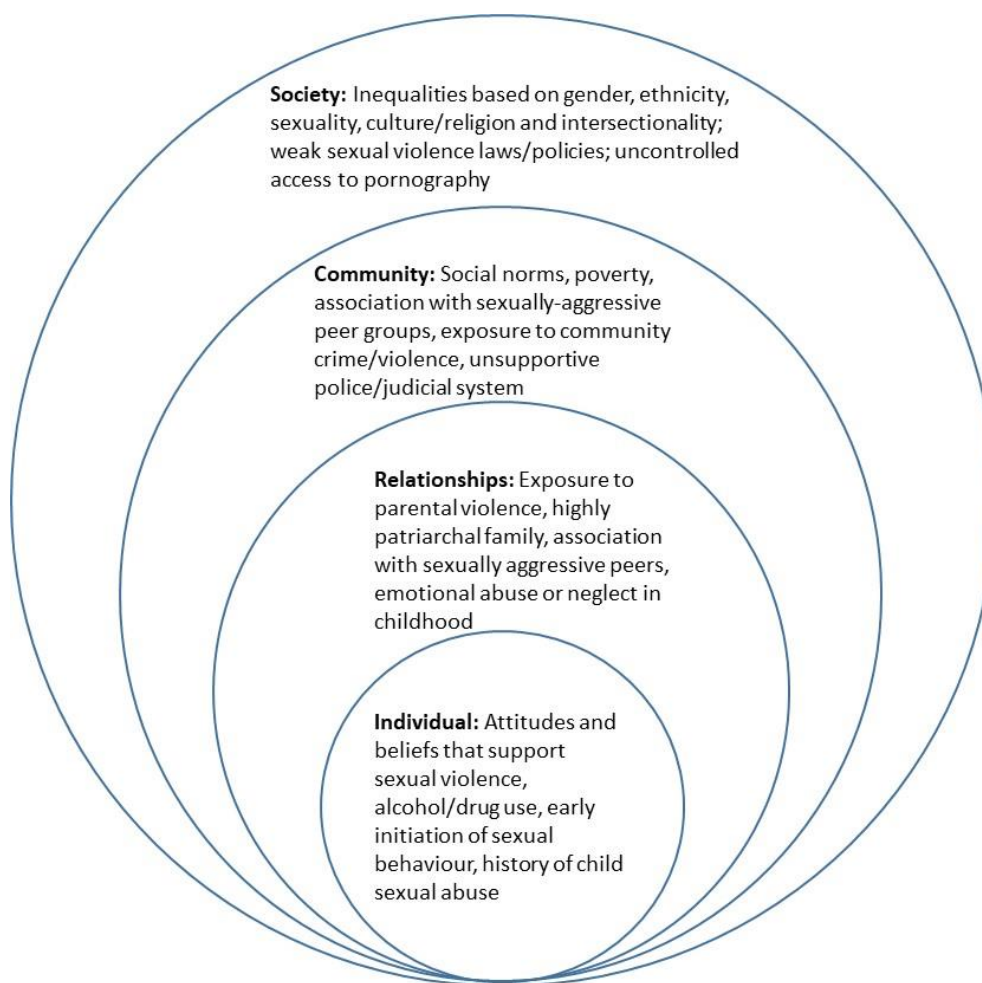 Society: Inequalities based on gender, ethnicity,
sexuality, culture/religion and intersectionality;
weak sexual violence laws/policies; uncontrolled
access to pornography
Community: Social norms, poverty,
association with sexually-aggressive
peer groups, exposure to community
crime/violence, unsupportive
police/judicial system
Relationships: Exposure to
parental violence, highly
patriarchal family, association
with sexually aggressive peers,
emotional abuse or neglect in
childhood
Individual: Attitudes and
beliefs that support
sexual violence,
alcohol/drug use, early
initiation of sexual
behaviour, history of child
sexual abuse